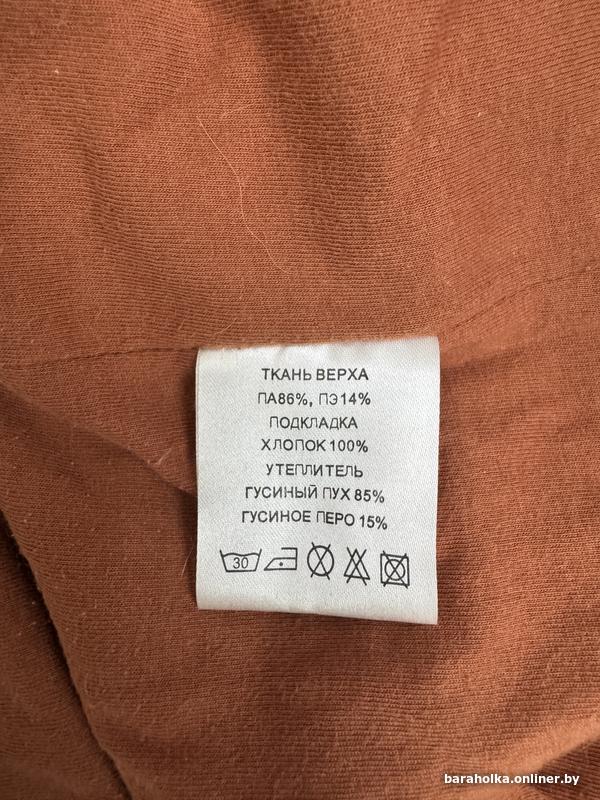 ТКАНЬ ВЕРХА
ПА86%, ПЭ14%
ПОДКЛАДКА
ХЛОПОК 100%
УТЕПЛИТЕЛЬ
ГУСИНЫЙ ПУХ 85%
ГУСИНОЕ ПЕРО 15%
30
baraholka.onliner.by